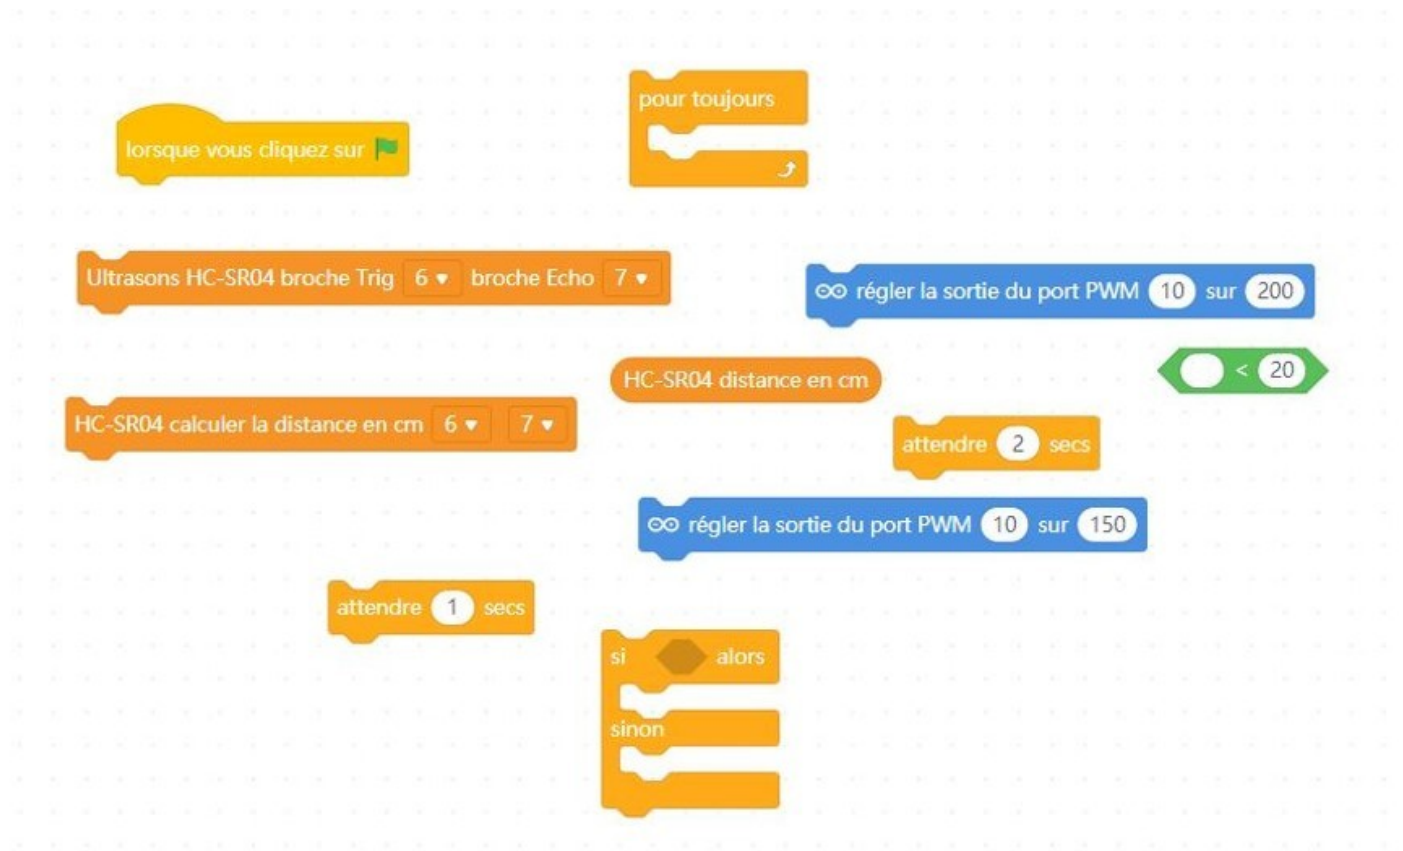 pour toujours
lorsque vous cliquez sur
Ultrasons HC-SR04 broche Trig 6 broche Echo 7
régler la sortie du port PWM 10 sur 200
HC-SR04 distance en cm
< 20
HC-SR04 calculer la distance en cm 6 7
attendre 2 secs
régler la sortie du port PWM 10 sur 150
attendre 1 secs
si alors
sinon